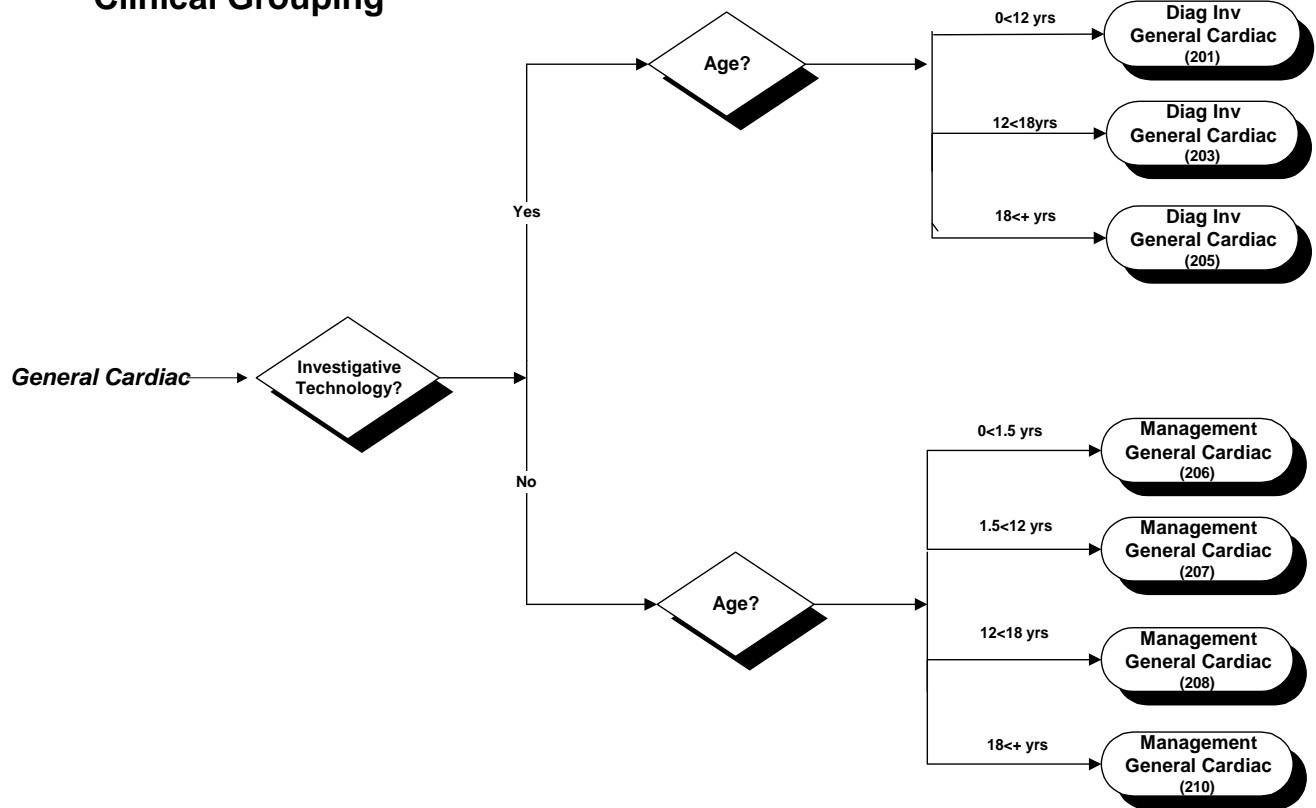 Clinical Grouping
0<12 yrs
Diag Inv
General Cardiac
(201)
Age?
12<18yrs
Diag Inv
General Cardiac
(203)
Yes
18<+ yrs
Diag Inv
General Cardiac
(205)
General Cardiac
Investigative
Technology?
0<1.5 yrs
Management
General Cardiac
(206)
No
1.5<12 yrs
Management
General Cardiac
(207)
Age?
12<18 yrs
Management
General Cardiac
(208)
18<+ yrs
Management
General Cardiac
(210)